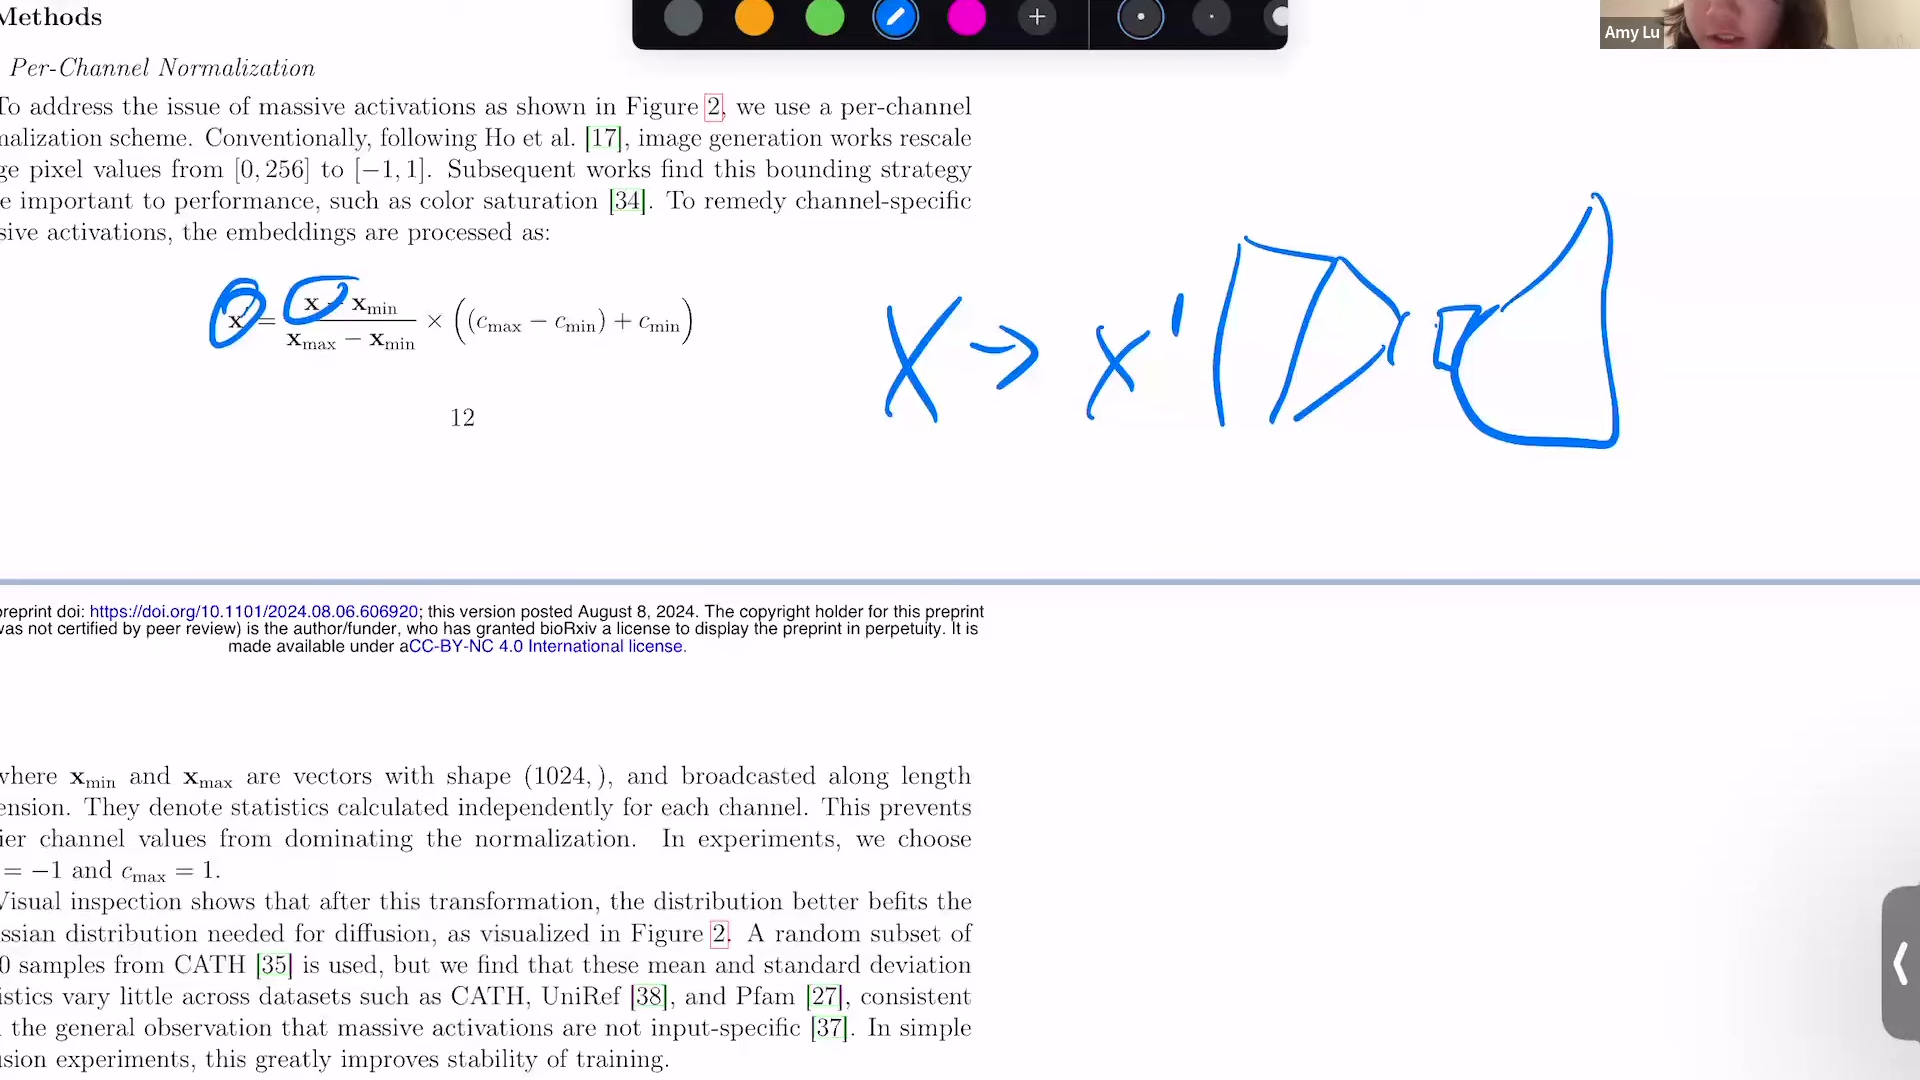 Methods
Amy Lu
Per-Channel Normalization
To address the issue of massive activations as shown in Figure 2, we use a per-channel
malization scheme. Conventionally, following Ho et al. [17], image generation works rescale
ge pixel values from [0, 256] to [−1, 1]. Subsequent works find this bounding strategy
e important to performance, such as color saturation [34]. To remedy channel-specific
sive activations, the embeddings are processed as:
x′ = (x − x_min) / (x_max − x_min) × ((c_max − c_min) + c_min)
X → x'
12
preprint doi: https://doi.org/10.1101/2024.08.06.606920; this version posted August 8, 2024. The copyright holder for this preprint
was not certified by peer review) is the author/funder, who has granted bioRxiv a license to display the preprint in perpetuity. It is
made available under aCC-BY-NC 4.0 International license.
where x_min and x_max are vectors with shape (1024, ), and broadcasted along length
ension. They denote statistics calculated independently for each channel. This prevents
ier channel values from dominating the normalization. In experiments, we choose
= −1 and c_max = 1.
Visual inspection shows that after this transformation, the distribution better befits the
ssian distribution needed for diffusion, as visualized in Figure 2. A random subset of
0 samples from CATH [35] is used, but we find that these mean and standard deviation
istics vary little across datasets such as CATH, UniRef [38], and Pfam [27], consistent
the general observation that massive activations are not input-specific [37]. In simple
usion experiments, this greatly improves stability of training.